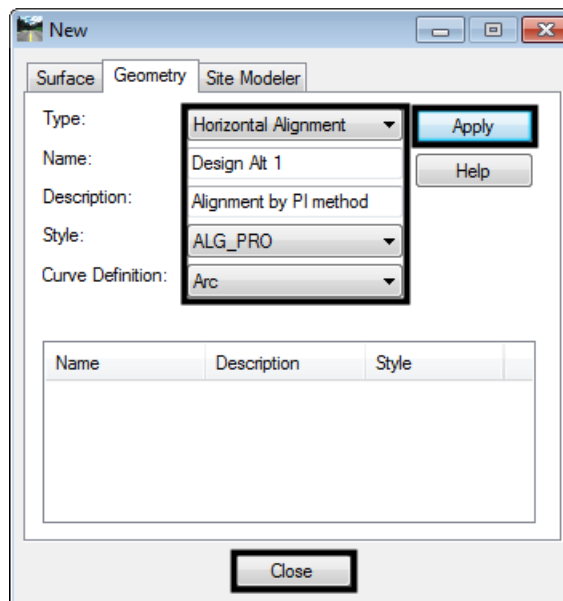 New
Surface Geometry Site Modeler
Type: Horizontal Alignment Apply
Name: Design Alt 1 Help
Description: Alignment by PI method
Style: ALG_PRO
Curve Definition: Arc
Name Description Style
Close